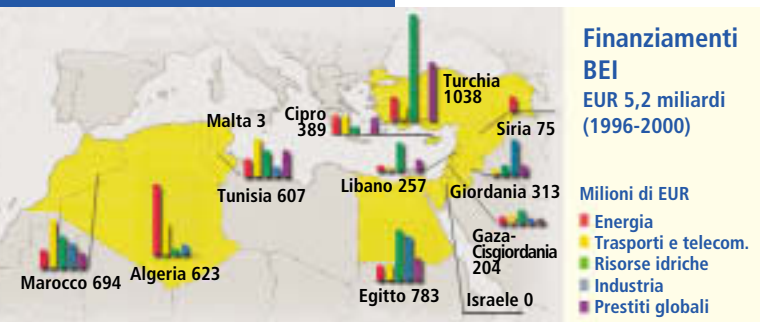 Finanziamenti
BEI
EUR 5,2 miliardi
(1996-2000)
Milioni di EUR
Energia
Trasporti e telecom.
Risorse idriche
Industria
Prestiti globali
Turchia
1038
Malta 3
Cipro
389
Siria 75
Tunisia 607
Libano 257
Giordania 313
Gaza-
Cisgiordania
204
Marocco 694
Algeria 623
Egitto 783
Israele 0